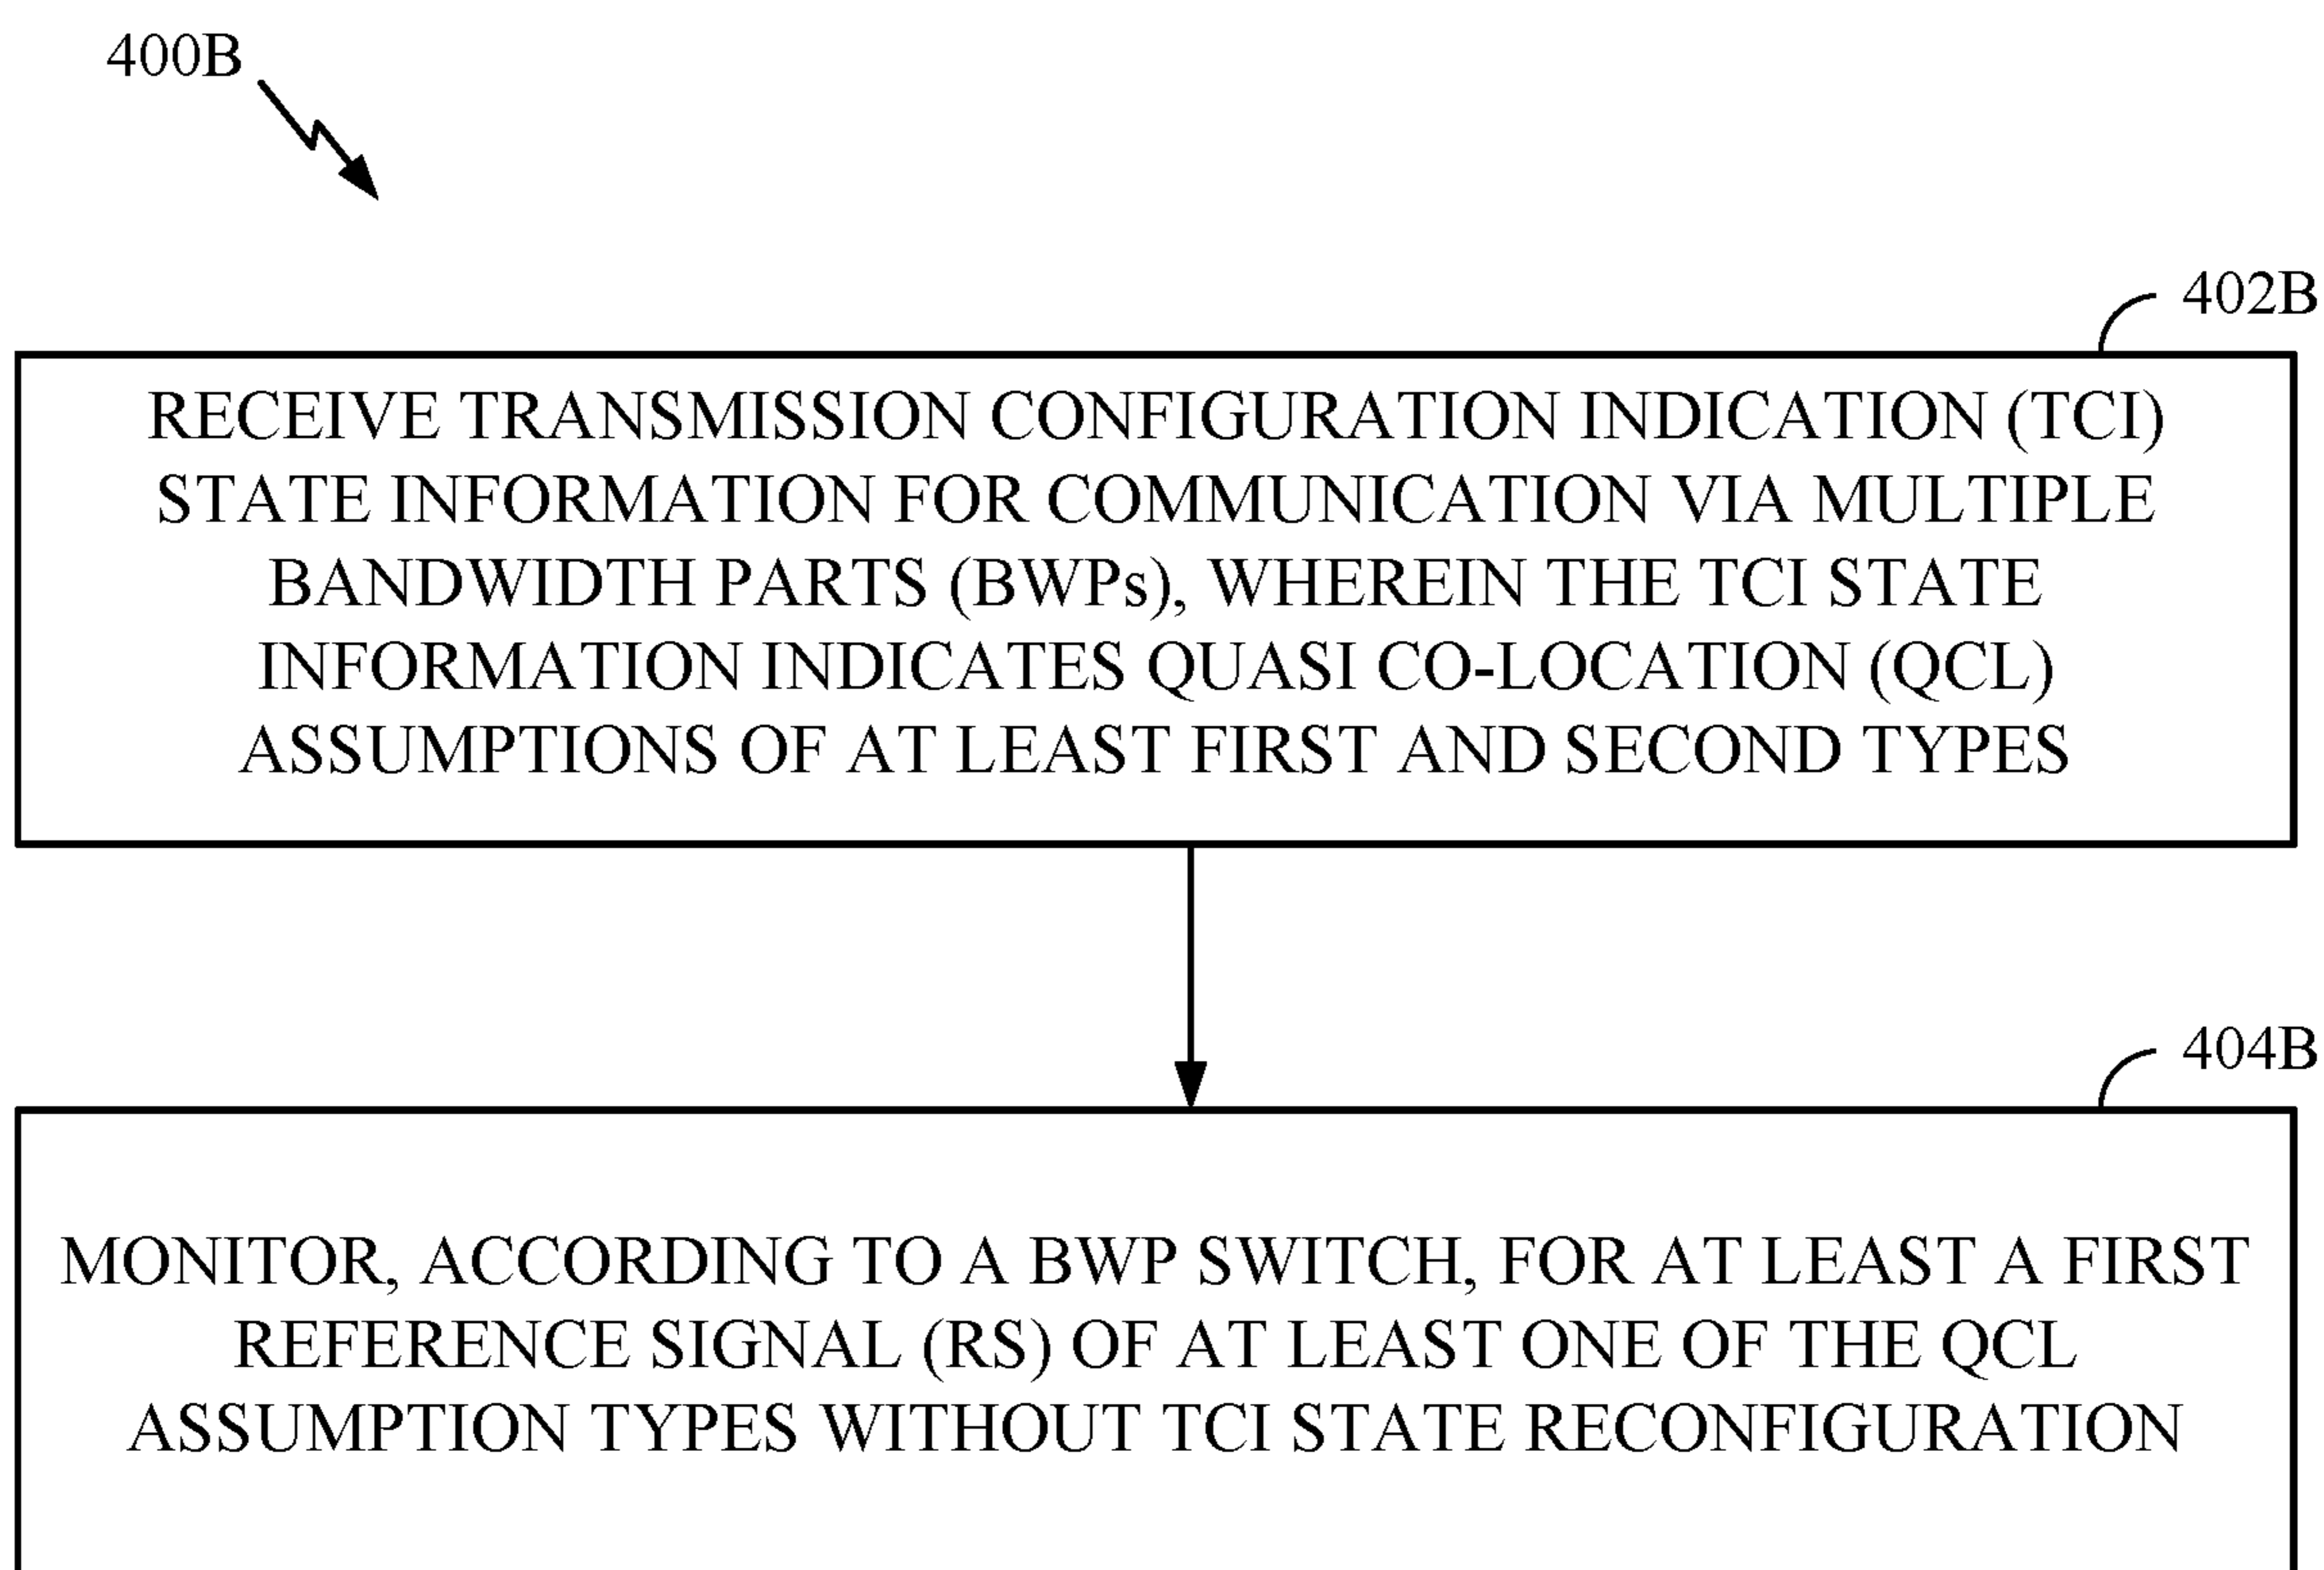 400B
402B
RECEIVE TRANSMISSION CONFIGURATION INDICATION (TCI)
STATE INFORMATION FOR COMMUNICATION VIA MULTIPLE
BANDWIDTH PARTS (BWPs), WHEREIN THE TCI STATE
INFORMATION INDICATES QUASI CO-LOCATION (QCL)
ASSUMPTIONS OF AT LEAST FIRST AND SECOND TYPES
404B
MONITOR, ACCORDING TO A BWP SWITCH, FOR AT LEAST A FIRST
REFERENCE SIGNAL (RS) OF AT LEAST ONE OF THE QCL
ASSUMPTION TYPES WITHOUT TCI STATE RECONFIGURATION